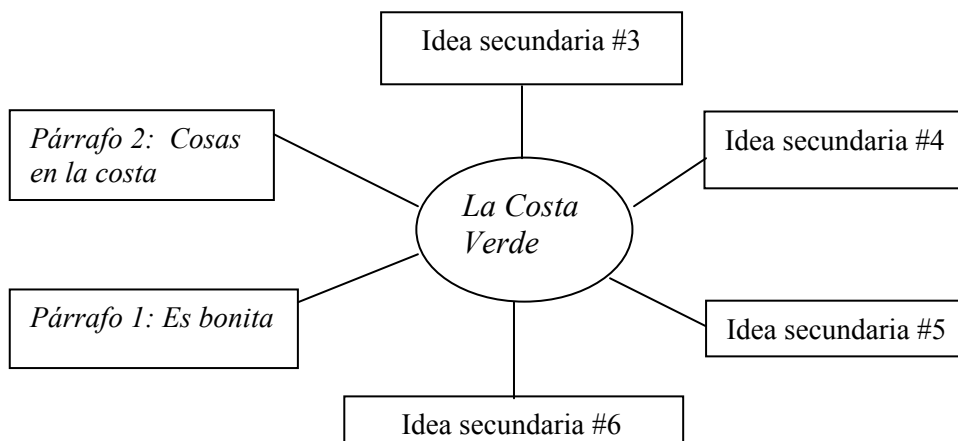 Idea secundaria #3
Párrafo 2: Cosas
en la costa
Idea secundaria #4
La Costa
Verde
Párrafo 1: Es bonita
Idea secundaria #5
Idea secundaria #6